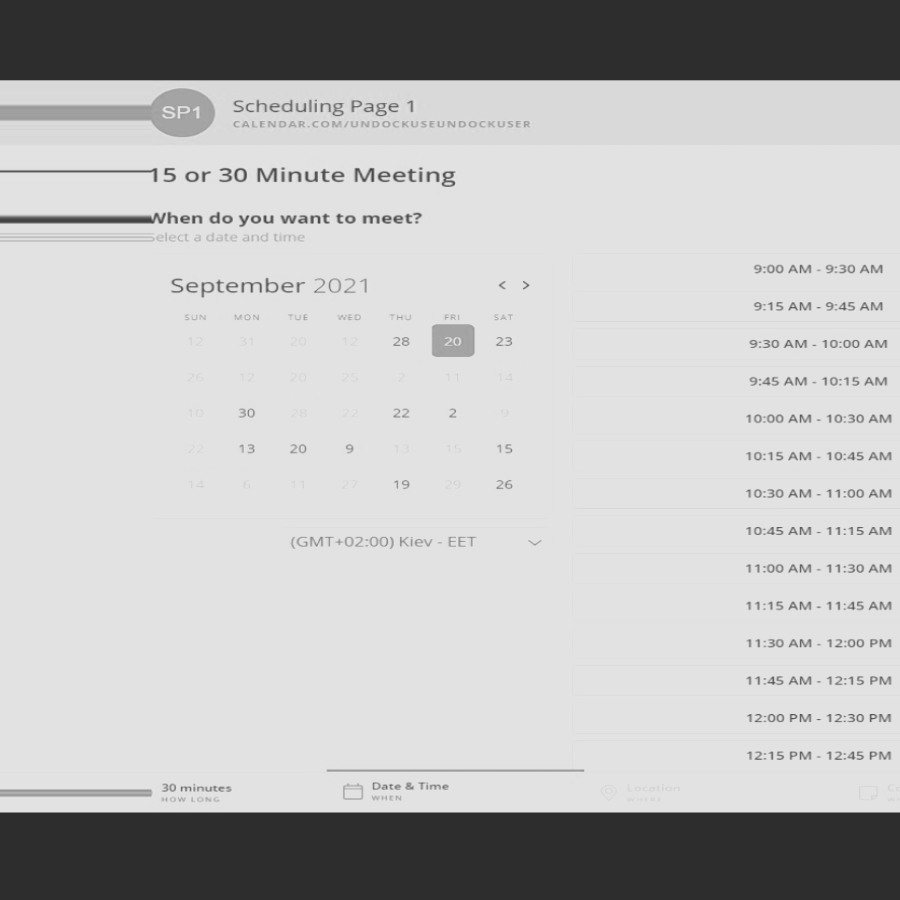 SP1
Scheduling Page 1
CALENDAR.COM/UNDOCKUSEUNDOCKUSER
15 or 30 Minute Meeting
When do you want to meet?
Select a date and time
September 2021
< >
SUN MON TUE WED THU FRI SAT
12 31 20 12 28 20 23
26 12 20 25 2 11 14
10 30 28 22 22 2 9
22 13 20 9 13 15 15
14 6 11 27 19 29 26
(GMT+02:00) Kiev - EET
9:00 AM - 9:30 AM
9:15 AM - 9:45 AM
9:30 AM - 10:00 AM
9:45 AM - 10:15 AM
10:00 AM - 10:30 AM
10:15 AM - 10:45 AM
10:30 AM - 11:00 AM
10:45 AM - 11:15 AM
11:00 AM - 11:30 AM
11:15 AM - 11:45 AM
11:30 AM - 12:00 PM
11:45 AM - 12:15 PM
12:00 PM - 12:30 PM
12:15 PM - 12:45 PM
30 minutes
HOW LONG
Date & Time
WHEN
Location
WHERE